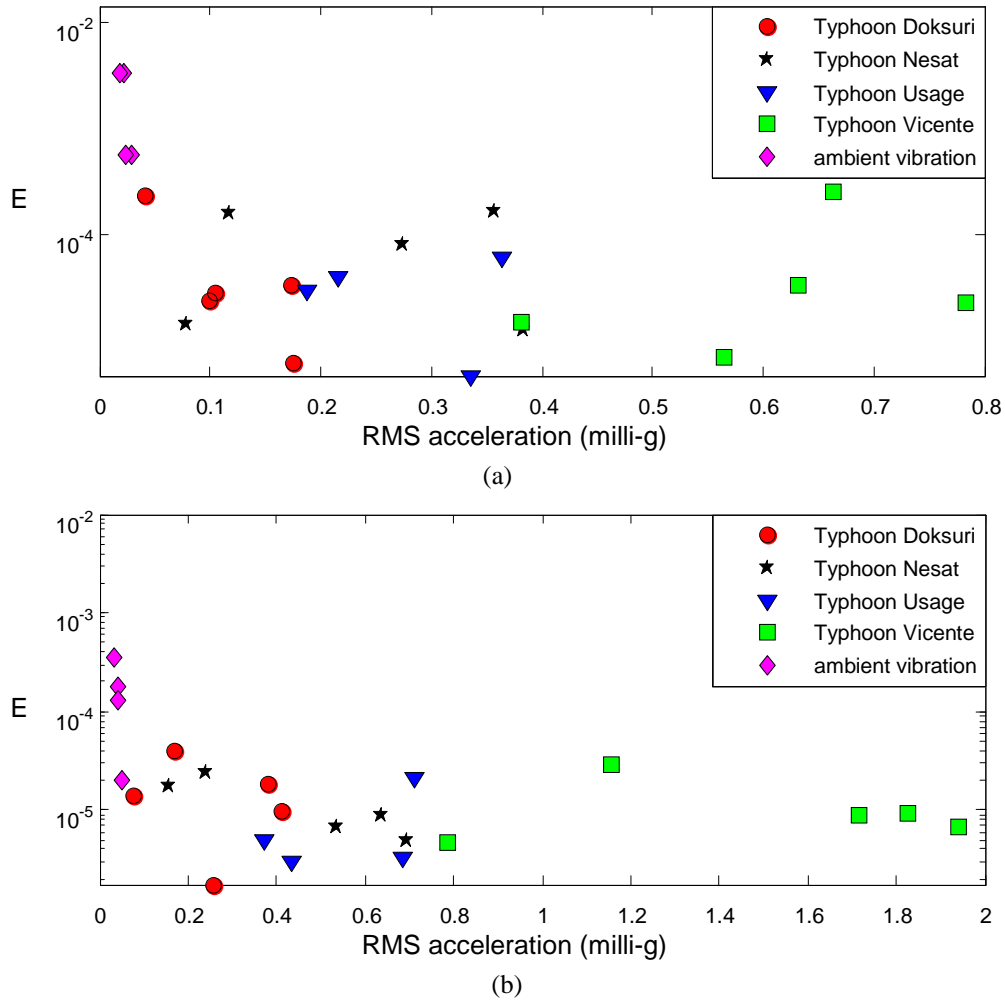 10-2
Typhoon Doksuri
Typhoon Nesat
Typhoon Usage
Typhoon Vicente
ambient vibration
E
10-4
0 0.1 0.2 0.3 0.4 0.5 0.6 0.7 0.8
RMS acceleration (milli-g)
(a)
10-2
Typhoon Doksuri
Typhoon Nesat
10-3
Typhoon Usage
Typhoon Vicente
ambient vibration
E
10-4
10-5
0 0.2 0.4 0.6 0.8 1 1.2 1.4 1.6 1.8 2
RMS acceleration (milli-g)
(b)